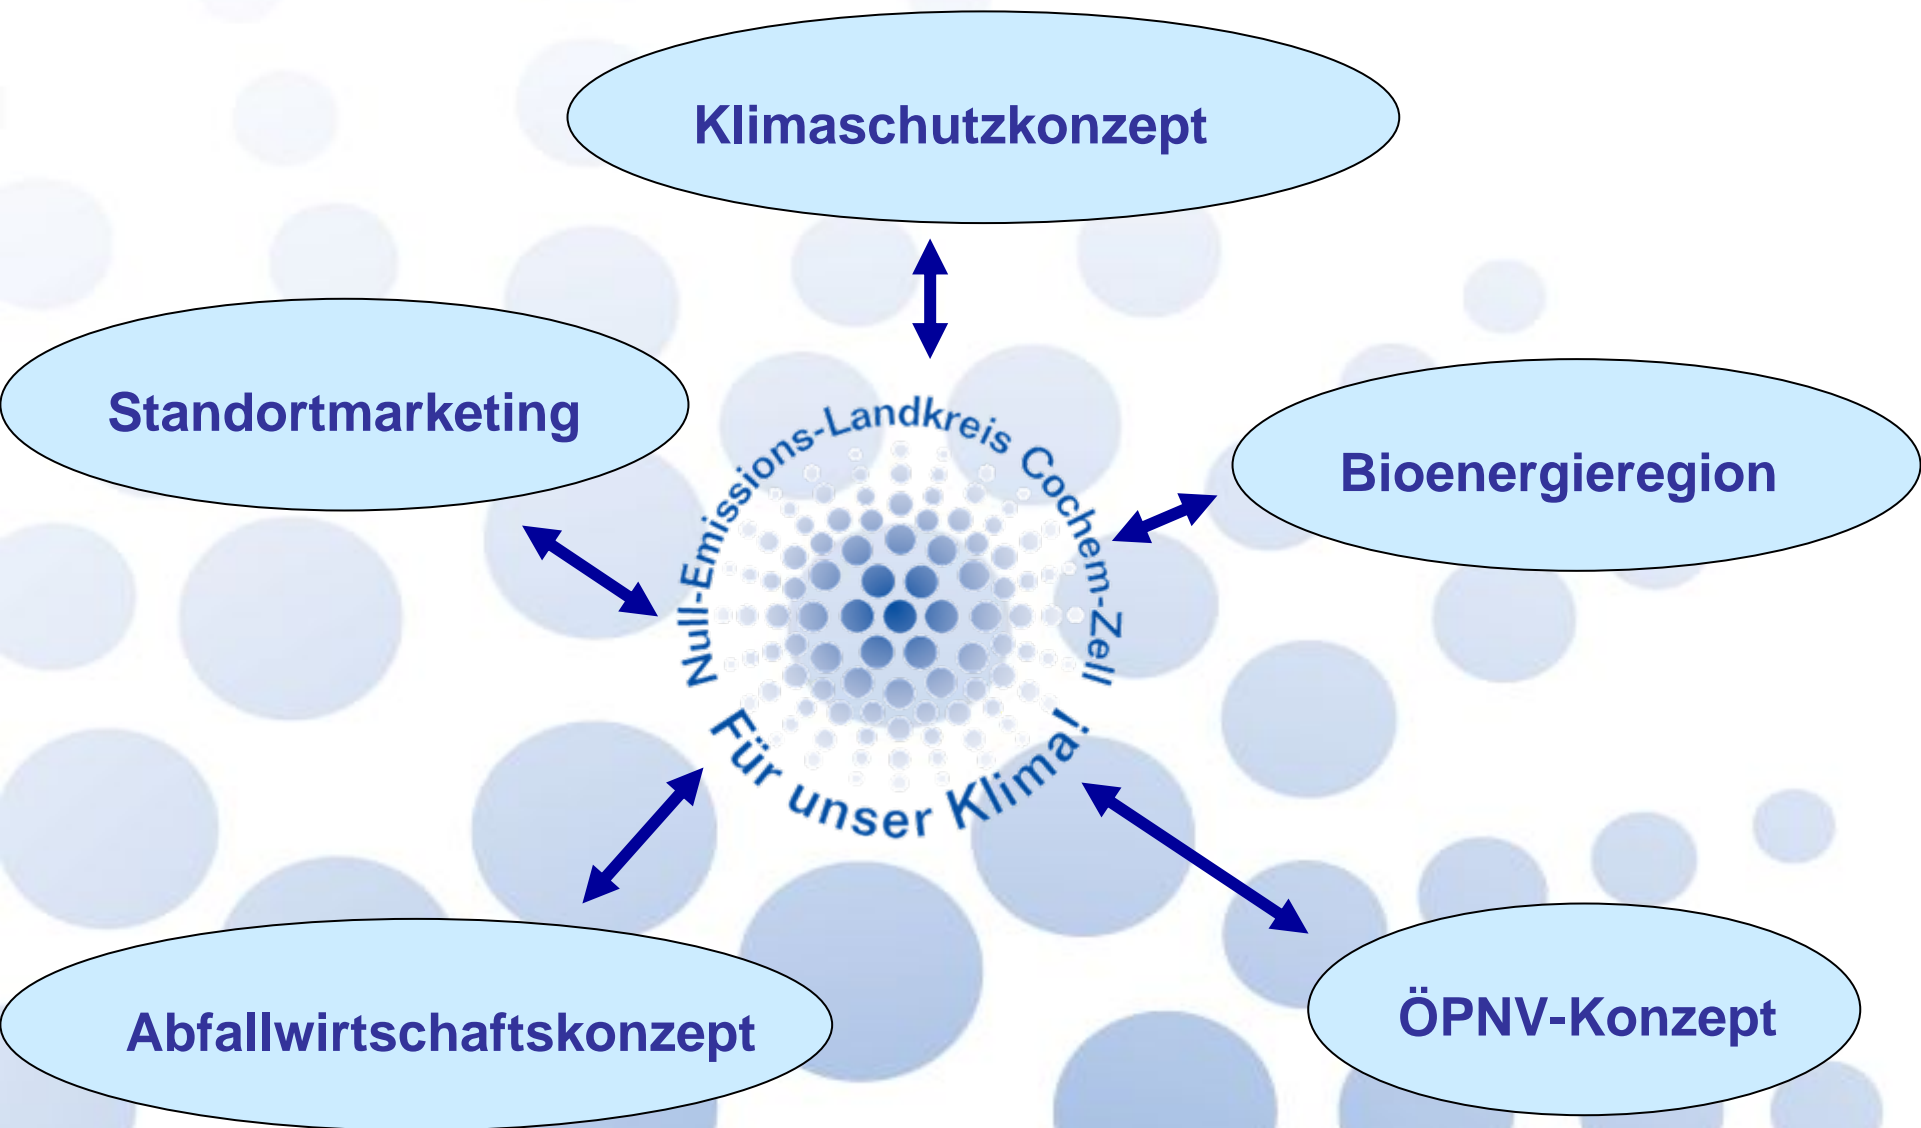 Klimaschutzkonzept
Standortmarketing
Bioenergieregion
Null-Emissions-Landkreis Cochem-Zell
Für unser Klima!
Abfallwirtschaftskonzept
ÖPNV-Konzept